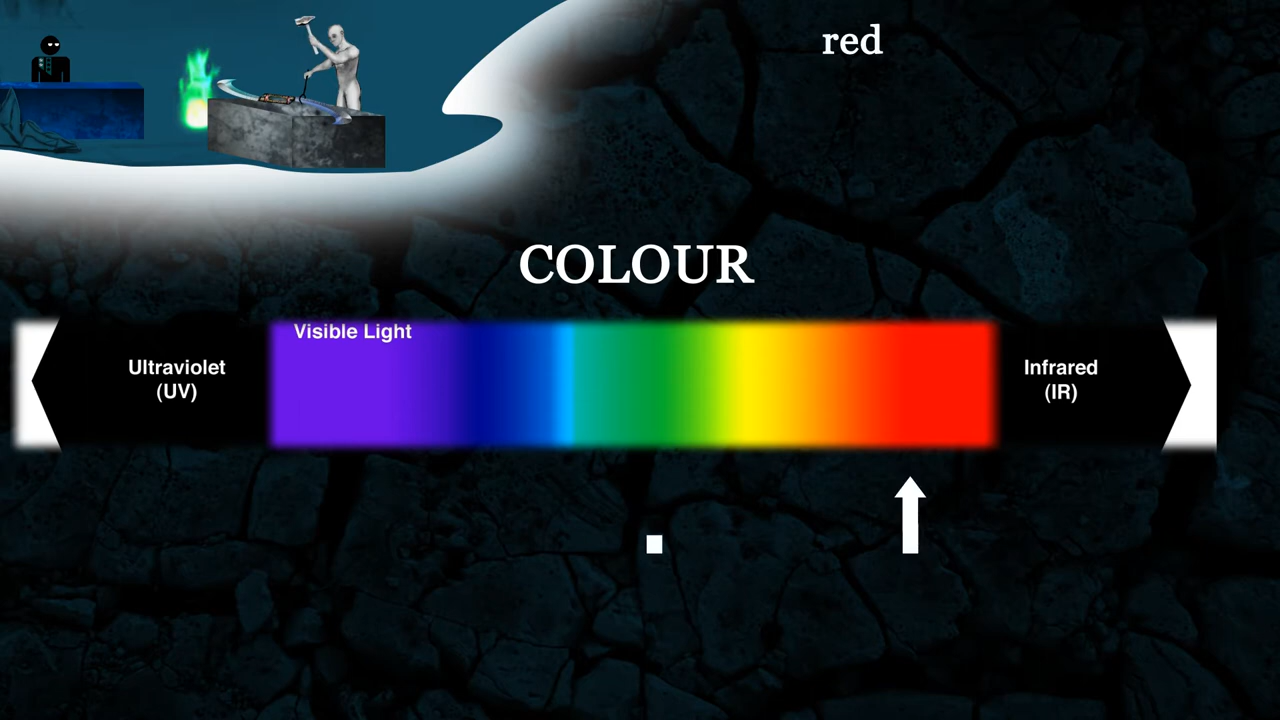 red
COLOUR
Visible Light
Ultraviolet
(UV)
Infrared
(IR)